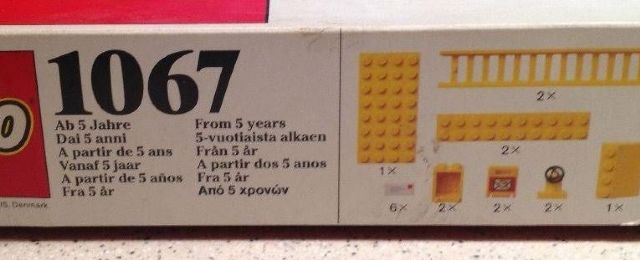 1067
Ab 5 Jahre
Dai 5 anni
A partir de 5 ans
Vanaf 5 jaar
A partir de 5 años
Fra 5 år
From 5 years
5-vuotiaista alkaen
Från 5 år
A partir dos 5 anos
Fra 5 år
Από 5 χρονών
Denmark
2×
2×
1×
6×
2×
2×
2×
1×